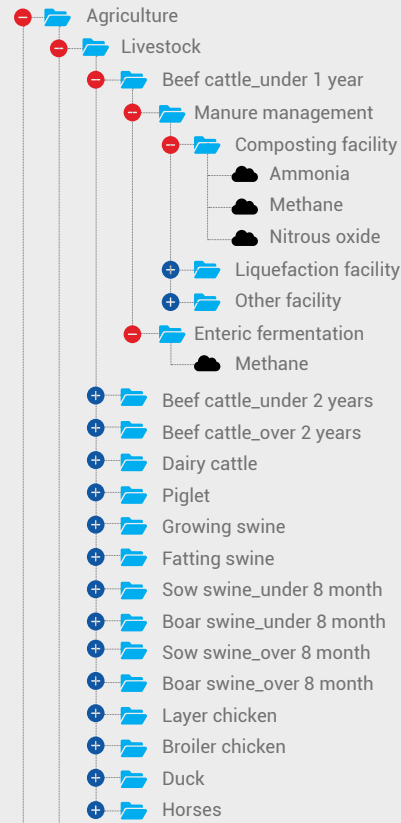 Agriculture
Livestock
Beef cattle_under 1 year
Manure management
Composting facility
Ammonia
Methane
Nitrous oxide
Liquefaction facility
Other facility
Enteric fermentation
Methane
Beef cattle_under 2 years
Beef cattle_over 2 years
Dairy cattle
Piglet
Growing swine
Fatting swine
Sow swine_under 8 month
Boar swine_under 8 month
Sow swine_over 8 month
Boar swine_over 8 month
Layer chicken
Broiler chicken
Duck
Horses